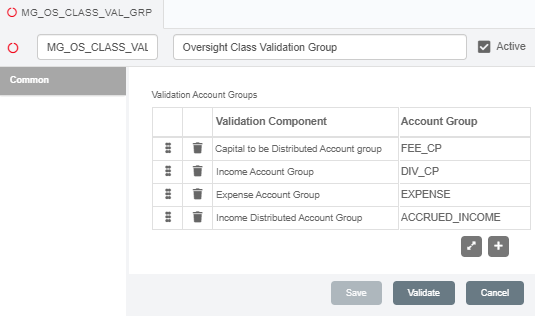 MG_OS_CLASS_VAL_GRP
MG_OS_CLASS_VAL Oversight Class Validation Group Active
Common
Validation Account Groups
Validation Component Account Group
Capital to be Distributed Account group FEE_CP
Income Account Group DIV_CP
Expense Account Group EXPENSE
Income Distributed Account Group ACCRUED_INCOME
Save Validate Cancel